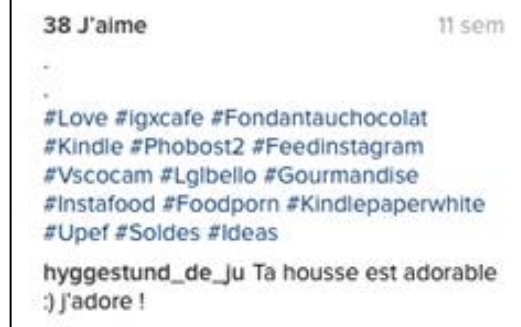 38 J'aime 11 sem
.
.
#Love #igxcafe #Fondantauchocolat
#Kindle #Phobost2 #Feedinstagram
#Vscocam #Lglbello #Gourmandise
#Instafood #Foodporn #Kindlepaperwhite
#Upef #Soldes #Ideas
hyggestund_de_ju Ta housse est adorable
:) j'adore !